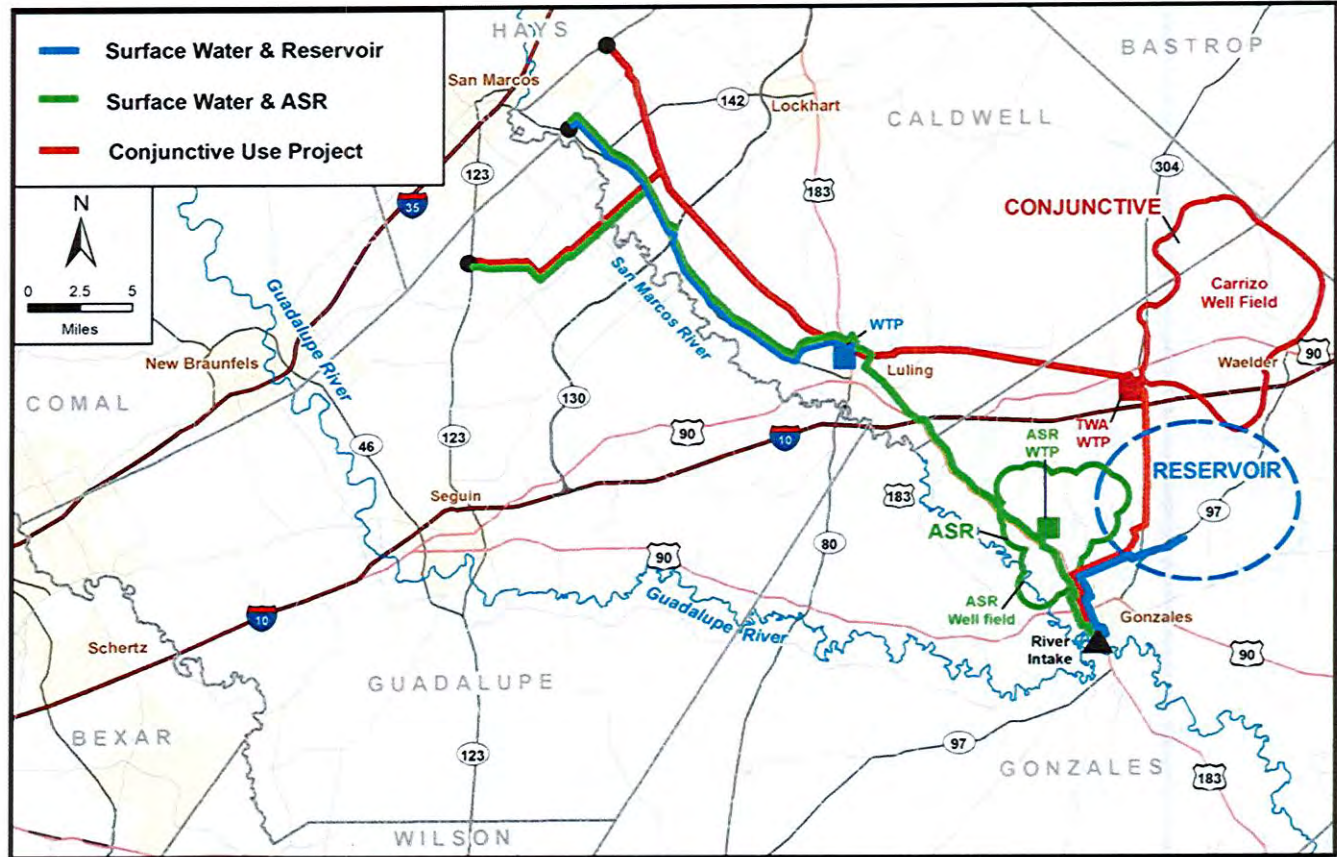 Surface Water & Reservoir
Surface Water & ASR
Conjunctive Use Project
N
0 2.5 5
Miles
HAYS
BASTROP
San Marcos
142
Lockhart
CALDWELL
123
183
304
35
CONJUNCTIVE
Carrizo
Well Field
Guadalupe River
San Marcos River
WTP
New Braunfels
Luling
Waelder
90
COMAL
130
TWA
WTP
46
123
90
10
ASR
WTP
RESERVOIR
Seguin
183
97
ASR
80
90
ASR
Well field
Guadalupe River
Gonzales
10
Schertz
River
Intake
90
GUADALUPE
BEXAR
123
97
GONZALES
183
WILSON